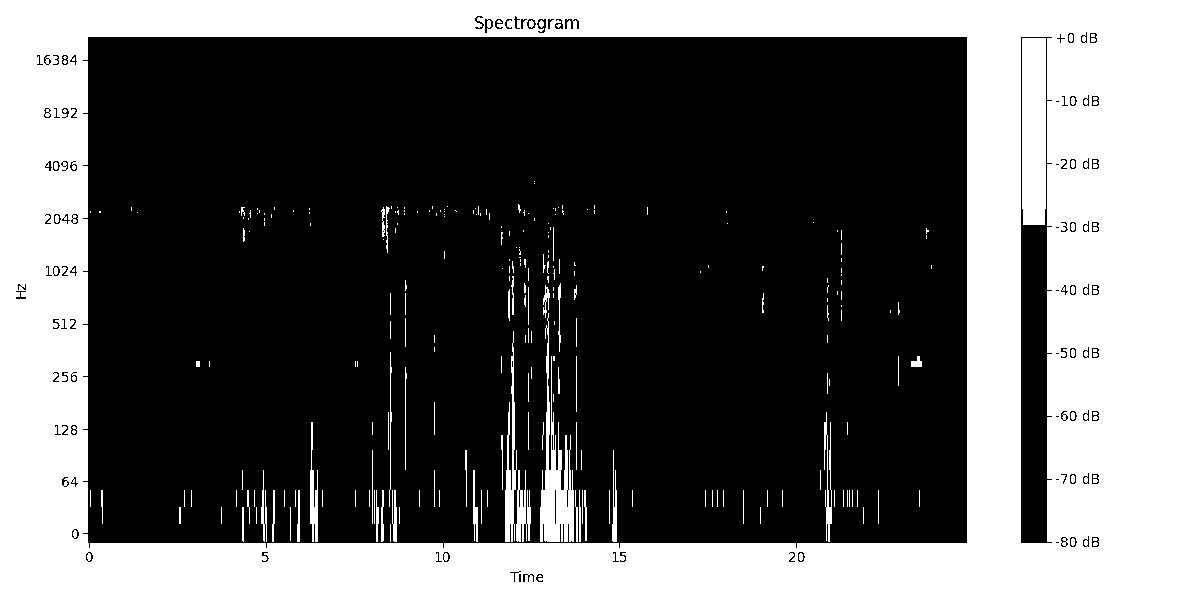 Spectrogram
16384
8192
4096
2048
1024
512
256
128
64
0
Hz
0
5
10
15
20
Time
+0 dB
-10 dB
-20 dB
-30 dB
-40 dB
-50 dB
-60 dB
-70 dB
-80 dB